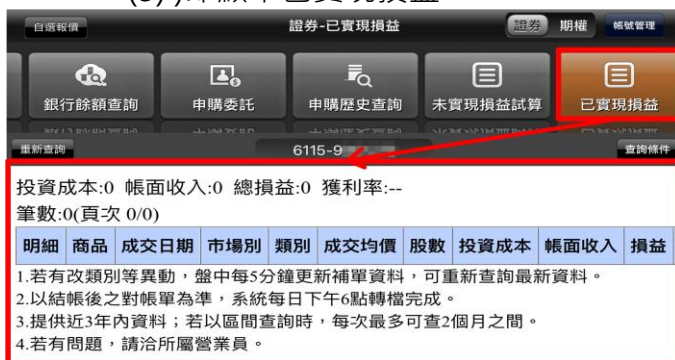 自選報價 證券-已實現損益 證券 期權 帳號管理
銀行餘額查詢 申購委託 申購歷史查詢 未實現損益試算 已實現損益
重新查詢 6115-9 查詢條件
投資成本:0 帳面收入:0 總損益:0 獲利率:--
筆數:0(頁次 0/0)
明細 商品 成交日期 市場別 類別 成交均價 股數 投資成本 帳面收入 損益
1.若有改類別等異動，盤中每5分鐘更新補單資料，可重新查詢最新資料。
2.以結帳後之對帳單為準，系統每日下午6點轉檔完成。
3.提供近3年內資料；若以區間查詢時，每次最多可查2個月之間。
4.若有問題，請洽所屬營業員。